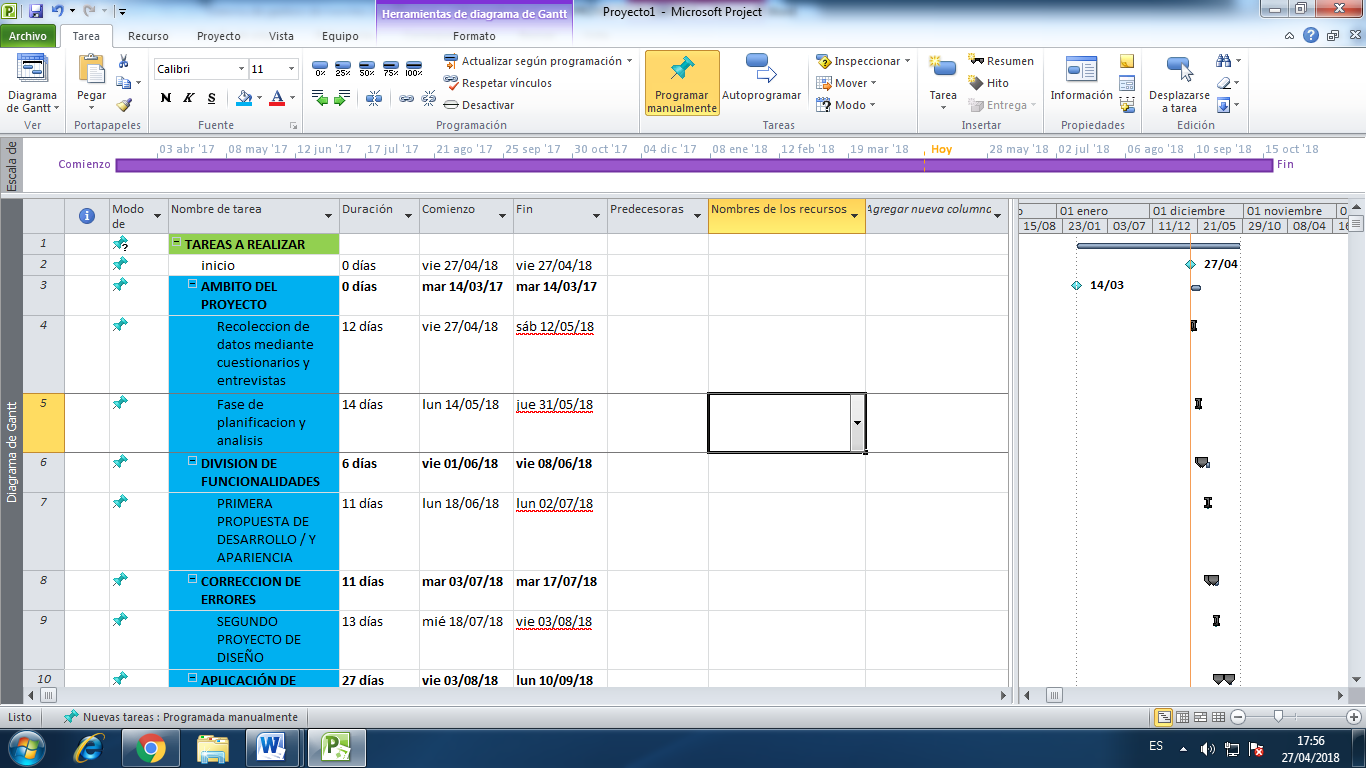 Herramientas de diagrama de Gantt
Proyecto1 - Microsoft Project
Archivo Tarea Recurso Proyecto Vista Equipo Formato
Diagrama de Gantt
Ver
Pegar
Portapapeles
Calibri 11
N K S
Fuente
0% 25% 50% 75% 100%
Actualizar según programación
Respetar vínculos
Desactivar
Programación
Programar manualmente
Autoprogramar
Inspeccionar
Mover
Modo
Tareas
Tarea
Resumen
Hito
Entrega
Insertar
Información
Propiedades
Desplazarse a tarea
Edición
Escala de
03 abr '17 08 may '17 12 jun '17 17 jul '17 21 ago '17 25 sep '17 30 oct '17 04 dic '17 08 ene '18 12 feb '18 19 mar '18 Hoy 28 may '18 02 jul '18 06 ago '18 10 sep '18 15 oct '18
Comienzo Fin
Diagrama de Gantt
Modo de Nombre de tarea Duración Comienzo Fin Predecesoras Nombres de los recursos Agregar nueva columna
01 enero 01 diciembre 01 noviembre
15/08 23/01 03/07 11/12 21/05 29/10 08/04
1 TAREAS A REALIZAR
2 inicio 0 días vie 27/04/18 vie 27/04/18 27/04
3 AMBITO DEL 0 días mar 14/03/17 mar 14/03/17 14/03
PROYECTO
4 Recoleccion de 12 días vie 27/04/18 sáb 12/05/18
datos mediante
cuestionarios y
entrevistas
5 Fase de 14 días lun 14/05/18 jue 31/05/18
planificacion y
analisis
6 DIVISION DE 6 días vie 01/06/18 vie 08/06/18
FUNCIONALIDADES
7 PRIMERA 11 días lun 18/06/18 lun 02/07/18
PROPUESTA DE
DESARROLLO / Y
APARIENCIA
8 CORRECCION DE 11 días mar 03/07/18 mar 17/07/18
ERRORES
9 SEGUNDO 13 días mié 18/07/18 vie 03/08/18
PROYECTO DE
DISEÑO
10 APLICACIÓN DE 27 días vie 03/08/18 lun 10/09/18
Listo Nuevas tareas : Programada manualmente
ES 17:56
27/04/2018